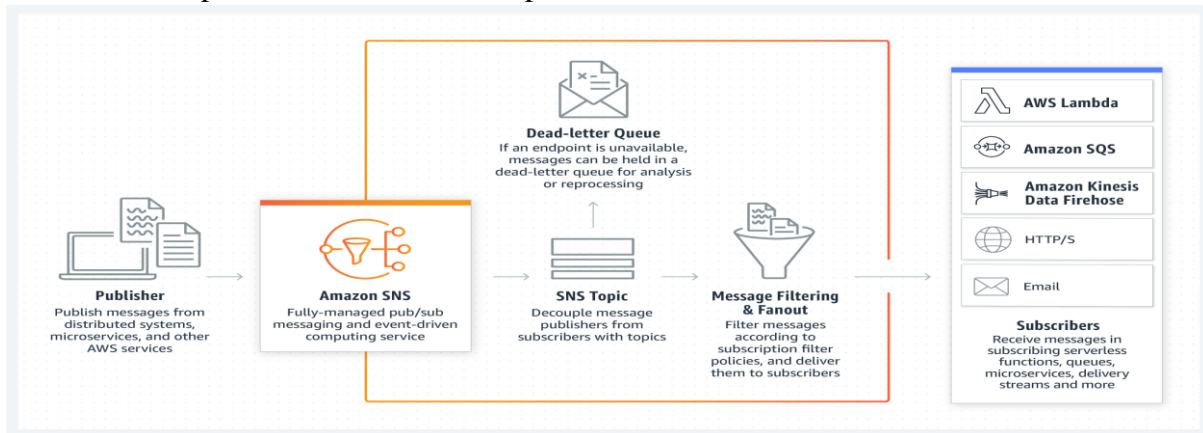 Publisher
Publish messages from
distributed systems,
microservices, and other
AWS services
Amazon SNS
Fully-managed pub/sub
messaging and event-driven
computing service
Dead-letter Queue
If an endpoint is unavailable,
messages can be held in a
dead-letter queue for analysis
or reprocessing
SNS Topic
Decouple message
publishers from
subscribers with topics
Message Filtering
& Fanout
Filter messages
according to
subscription filter
policies, and deliver
them to subscribers
AWS Lambda
Amazon SQS
Amazon Kinesis
Data Firehose
HTTP/S
Email
Subscribers
Receive messages in
subscribing serverless
functions, queues,
microservices, delivery
streams and more